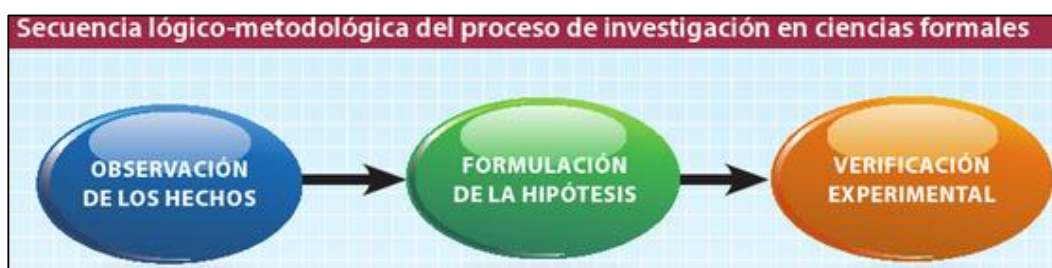 Secuencia lógico-metodológica del proceso de investigación en ciencias formales
OBSERVACIÓN
DE LOS HECHOS
FORMULACIÓN
DE LA HIPÓTESIS
VERIFICACIÓN
EXPERIMENTAL